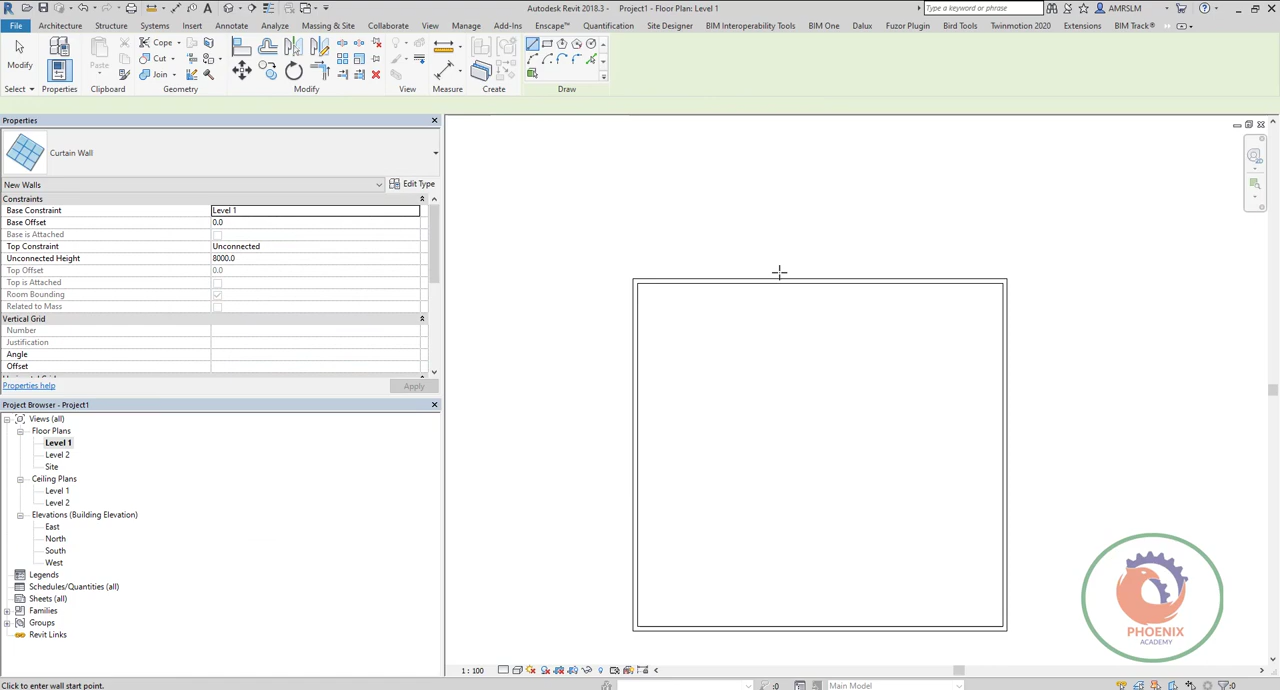 Autodesk Revit 2018.3 - Project1 - Floor Plan: Level 1
Type a keyword or phrase
AMRSLM
File Architecture Structure Systems Insert Annotate Analyze Massing & Site Collaborate View Manage Add-Ins Enscape™ Quantification Site Designer BIM Interoperability Tools BIM One Dalux Fuzor Plugin Twinmotion 2020 Extensions BIM Track®
Modify
Paste
Cope
Cut
Join
Select Properties Clipboard Geometry Modify View Measure Create Draw
Properties
Curtain Wall
New Walls
Edit Type
Constraints
Base Constraint Level 1
Base Offset 0.0
Base is Attached
Top Constraint Unconnected
Unconnected Height 8000.0
Top Offset 0.0
Top is Attached
Room Bounding
Related to Mass
Vertical Grid
Number
Justification
Angle
Offset
Properties help
Apply
Project Browser - Project1
Views (all)
Floor Plans
Level 1
Level 2
Site
Ceiling Plans
Level 1
Level 2
Elevations (Building Elevation)
East
North
South
West
Legends
Schedules/Quantities (all)
Sheets (all)
Families
Groups
Revit Links
PHOENIX
ACADEMY
1 : 100
Click to enter wall start point.
:0
Main Model
:0